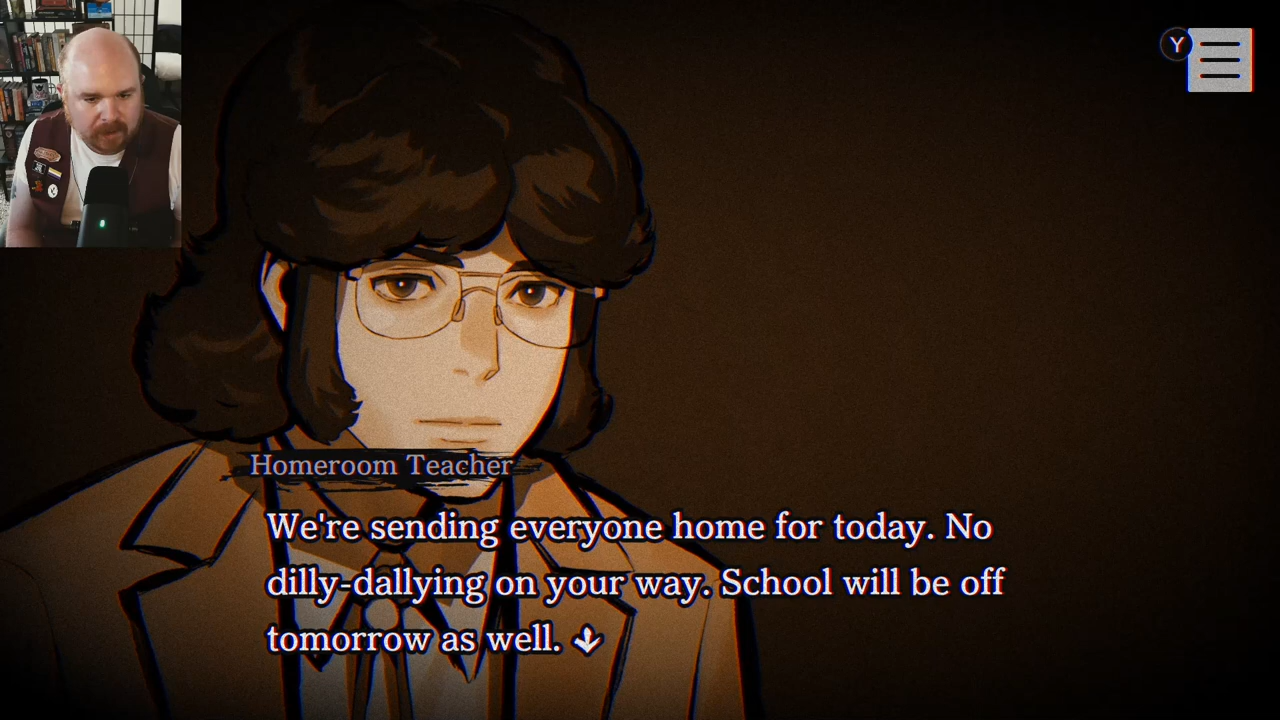 Y
Homeroom Teacher
We're sending everyone home for today. No
dilly-dallying on your way. School will be off
tomorrow as well.